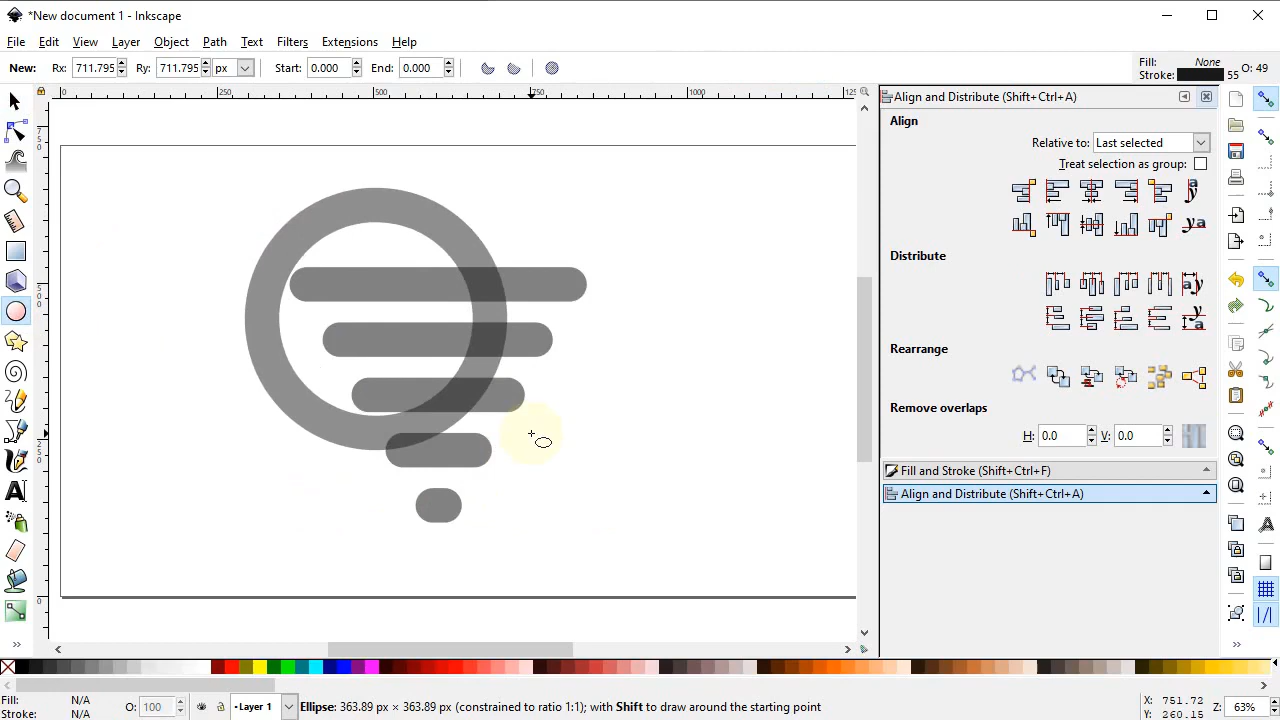 *New document 1 - Inkscape
File Edit View Layer Object Path Text Filters Extensions Help
New: Rx: 711.795 Ry: 711.795 px Start: 0.000 End: 0.000
Fill: None
Stroke: 55 O: 49
0 250 500 750 1000 125
Align and Distribute (Shift+Ctrl+A)
Align
Relative to: Last selected
Treat selection as group:
Distribute
Rearrange
Remove overlaps
H: 0.0 V: 0.0
Fill and Stroke (Shift+Ctrl+F)
Align and Distribute (Shift+Ctrl+A)
Fill: N/A
Stroke: N/A
O: 100
Layer 1
Ellipse: 363.89 px × 363.89 px (constrained to ratio 1:1); with Shift to draw around the starting point
X: 751.72
Y: 260.15
Z: 63%